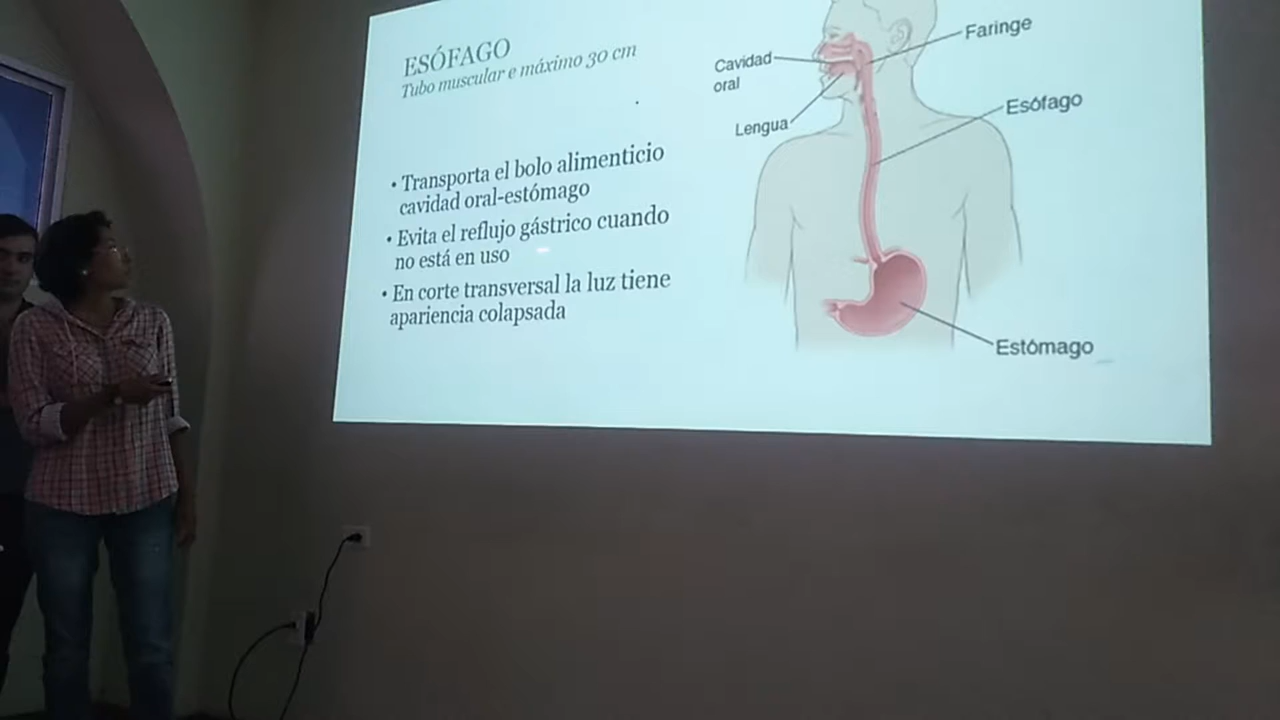 ESÓFAGO
Tubo muscular e máximo 30 cm
• Transporta el bolo alimenticio
cavidad oral-estómago
• Evita el reflujo gástrico cuando
no está en uso
• En corte transversal la luz tiene
apariencia colapsada
Faringe
Cavidad
oral
Esófago
Lengua
Estómago